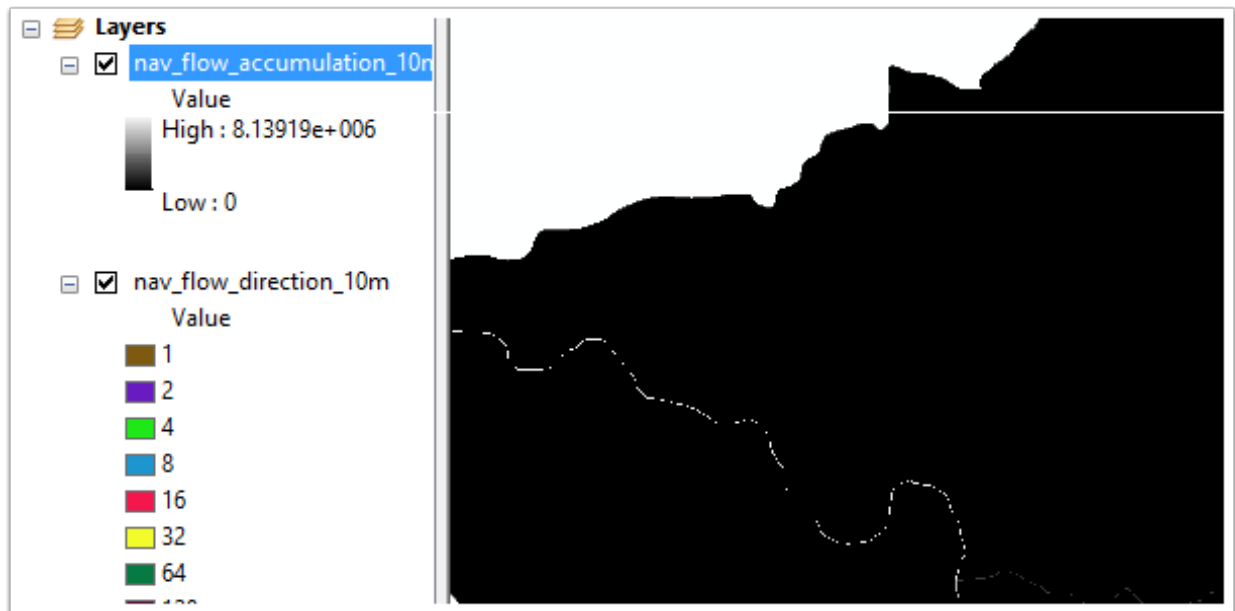 Layers
nav_flow_accumulation_10m
Value
High : 8.13919e+006
Low : 0
nav_flow_direction_10m
Value
1
2
4
8
16
32
64